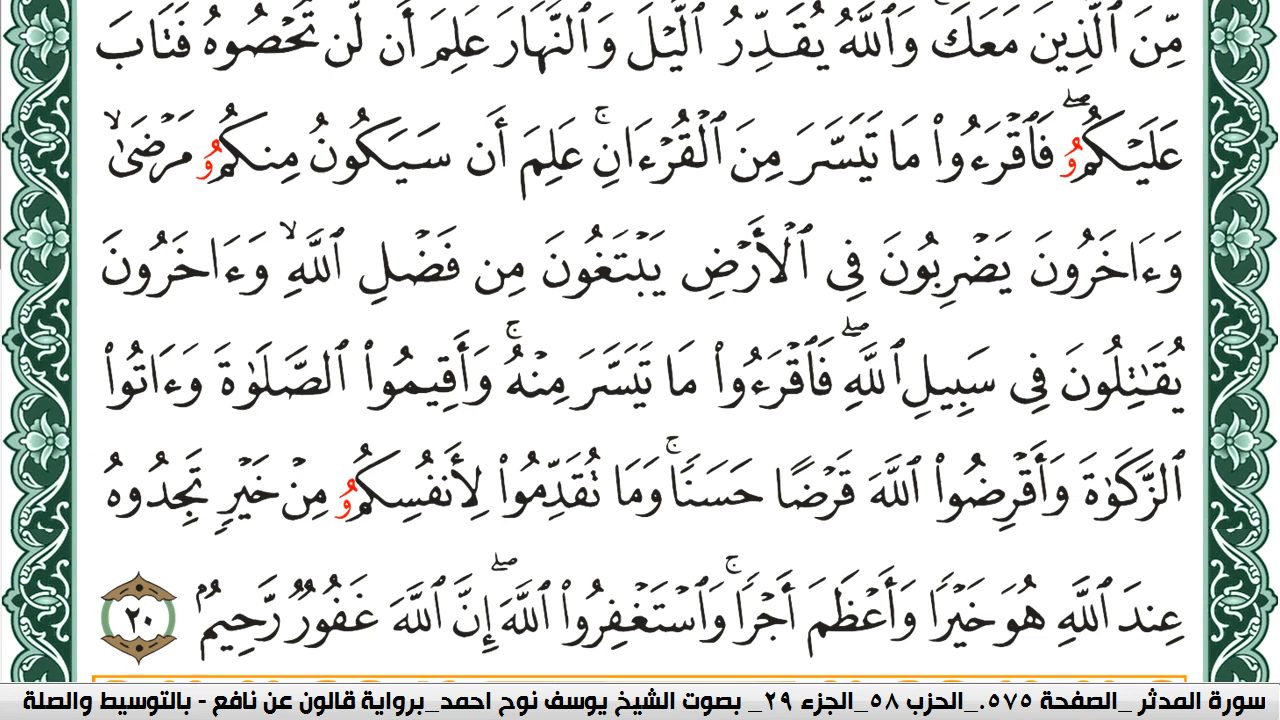 مِّنَ ٱلَّذِينَ مَعَكَۚ وَٱللَّهُ يُقَدِّرُ ٱلَّيْلَ وَٱلنَّهَارَ عَلِمَ أَن لَّن تُحْصُوهُ فَتَابَ
عَلَيْكُمُۥۖ فَٱقْرَءُوا۟ مَا تَيَسَّرَ مِنَ ٱلْقُرْءَانِۚ عَلِمَ أَن سَيَكُونُ مِنكُمُۥ مَرْضَىٰۙ
وَءَاخَرُونَ يَضْرِبُونَ فِى ٱلْأَرْضِ يَبْتَغُونَ مِن فَضْلِ ٱللَّهِۙ وَءَاخَرُونَ
يُقَٰتِلُونَ فِى سَبِيلِ ٱللَّهِۖ فَٱقْرَءُوا۟ مَا تَيَسَّرَ مِنْهُۚ وَأَقِيمُوا۟ ٱلصَّلَوٰةَ وَءَاتُوا۟
ٱلزَّكَوٰةَ وَأَقْرِضُوا۟ ٱللَّهَ قَرْضًا حَسَنًاۚ وَمَا تُقَدِّمُوا۟ لِأَنفُسِكُمُۥ مِنْ خَيْرٍ تَجِدُوهُ
عِندَ ٱللَّهِ هُوَ خَيْرًا وَأَعْظَمَ أَجْرًاۚ وَٱسْتَغْفِرُوا۟ ٱللَّهَۖ إِنَّ ٱللَّهَ غَفُورٌ رَّحِيمٌ ٢٠
سورة المدثر _الصفحة ٥٧٥._الحزب ٥٨_الجزء ٢٩_ بصوت الشيخ يوسف نوح احمد_برواية قالون عن نافع - بالتوسيط والصلة